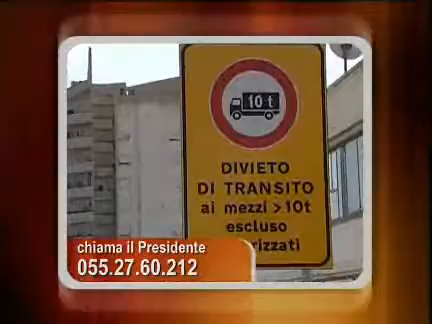 10 t
DIVIETO
DI TRANSITO
ai mezzi >10t
escluso
chiama il Presidente
055.27.60.212